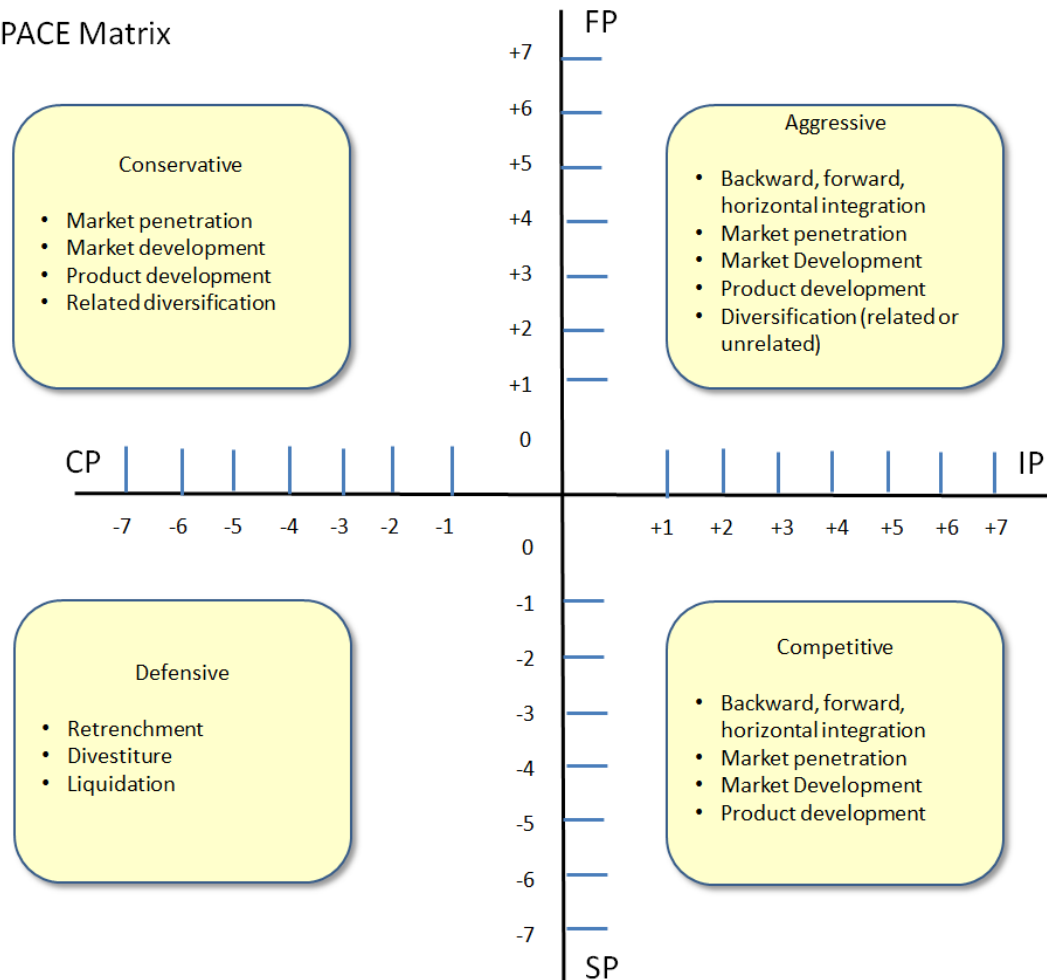 PACE Matrix
FP
+7
+6
+5
+4
+3
+2
+1
0
Conservative
• Market penetration
• Market development
• Product development
• Related diversification
Aggressive
• Backward, forward,
horizontal integration
• Market penetration
• Market Development
• Product development
• Diversification (related or
unrelated)
CP
IP
-7 -6 -5 -4 -3 -2 -1
+1 +2 +3 +4 +5 +6 +7
0
-1
-2
-3
-4
-5
-6
-7
Defensive
• Retrenchment
• Divestiture
• Liquidation
Competitive
• Backward, forward,
horizontal integration
• Market penetration
• Market Development
• Product development
SP